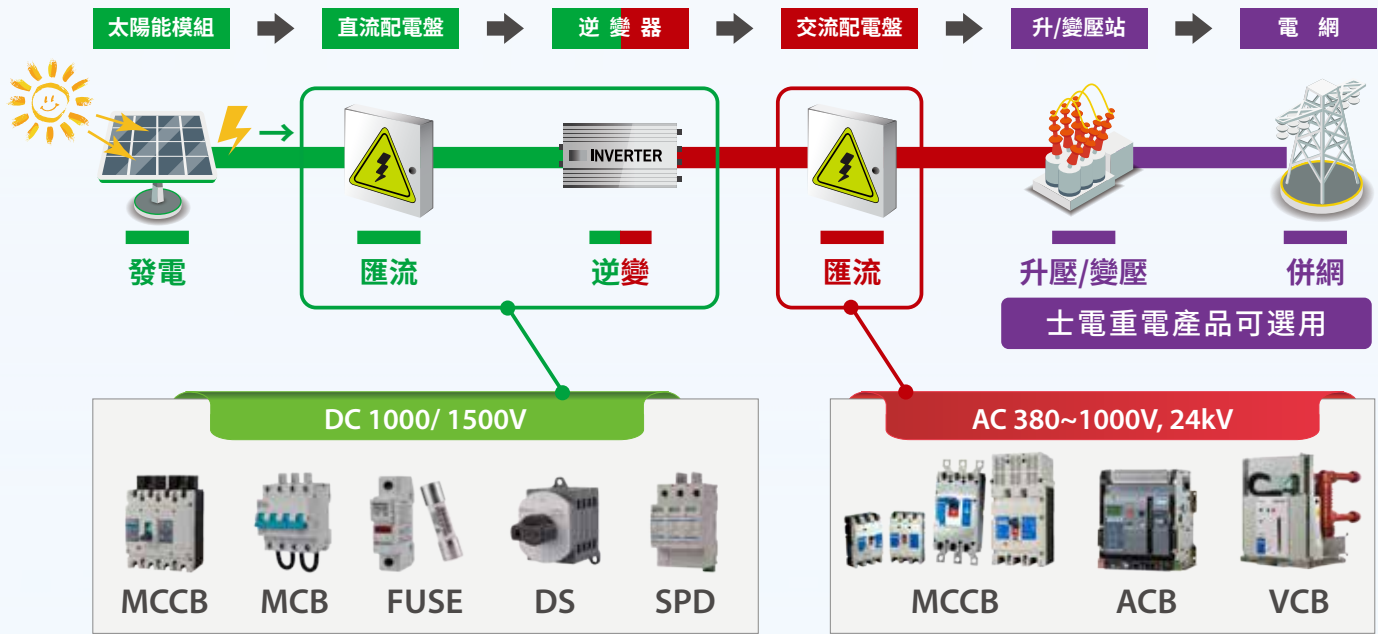 太陽能模組
直流配電盤
逆變器
交流配電盤
升/變壓站
電 網
INVERTER
發電
匯流
逆變
匯流
升壓/變壓
併網
士電重電產品可選用
DC 1000/ 1500V
AC 380~1000V, 24kV
MCCB
MCB
FUSE
DS
SPD
MCCB
ACB
VCB